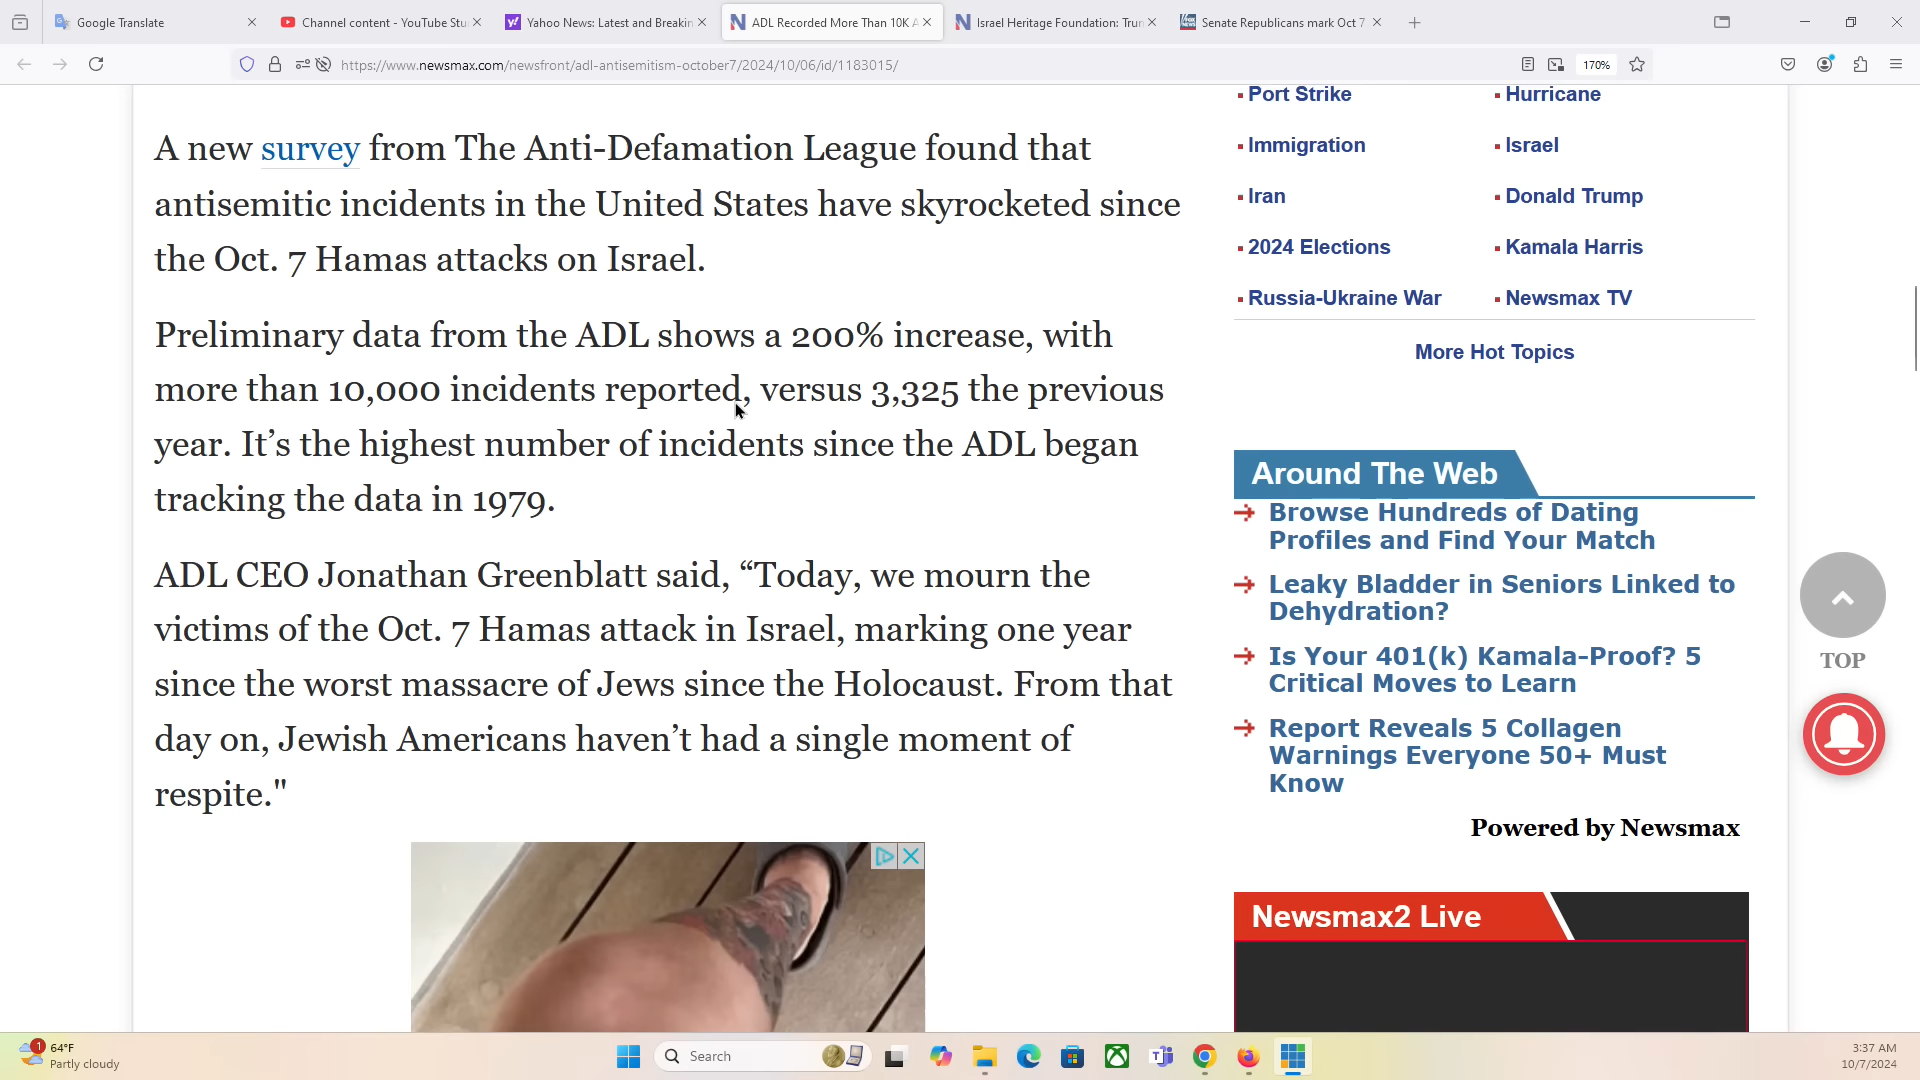 Google Translate
Channel content - YouTube Stu
Yahoo News: Latest and Breakin
ADL Recorded More Than 10K A
Israel Heritage Foundation: Trum
Senate Republicans mark Oct 7
https://www.newsmax.com/newsfront/adl-antisemitism-october7/2024/10/06/id/1183015/
170%
A new survey from The Anti-Defamation League found that
antisemitic incidents in the United States have skyrocketed since
the Oct. 7 Hamas attacks on Israel.
Preliminary data from the ADL shows a 200% increase, with
more than 10,000 incidents reported, versus 3,325 the previous
year. It’s the highest number of incidents since the ADL began
tracking the data in 1979.
ADL CEO Jonathan Greenblatt said, “Today, we mourn the
victims of the Oct. 7 Hamas attack in Israel, marking one year
since the worst massacre of Jews since the Holocaust. From that
day on, Jewish Americans haven’t had a single moment of
respite."
Port Strike
Hurricane
Immigration
Israel
Iran
Donald Trump
2024 Elections
Kamala Harris
Russia-Ukraine War
Newsmax TV
More Hot Topics
Around The Web
Browse Hundreds of Dating
Profiles and Find Your Match
Leaky Bladder in Seniors Linked to
Dehydration?
Is Your 401(k) Kamala-Proof? 5
Critical Moves to Learn
Report Reveals 5 Collagen
Warnings Everyone 50+ Must
Know
Powered by Newsmax
Newsmax2 Live
TOP
1
64°F
Partly cloudy
Search
3:37 AM
10/7/2024